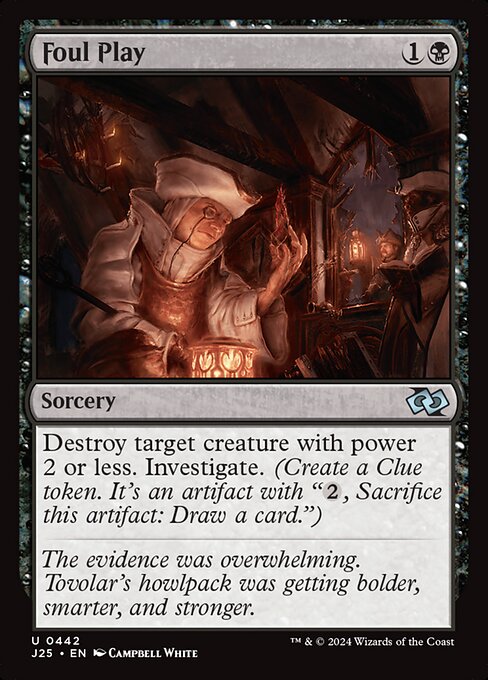 Foul Play 1
Sorcery
Destroy target creature with power
2 or less. Investigate. (Create a Clue
token. It's an artifact with “2, Sacrifice
this artifact: Draw a card.”)
The evidence was overwhelming.
Tovolar's howlpack was getting bolder,
smarter, and stronger.
U 0442
J25 • EN Campbell White
™ & © 2024 Wizards of the Coast